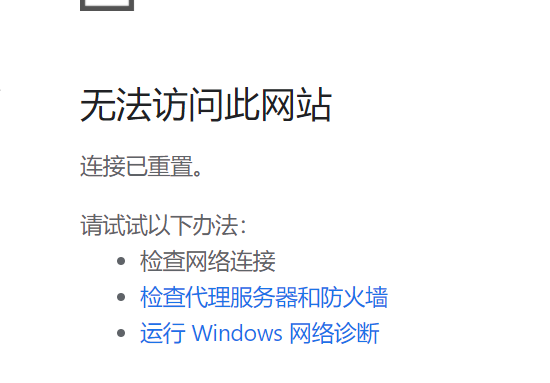 无法访问此网站
连接已重置。
请试试以下办法：
检查网络连接
检查代理服务器和防火墙
运行 Windows 网络诊断